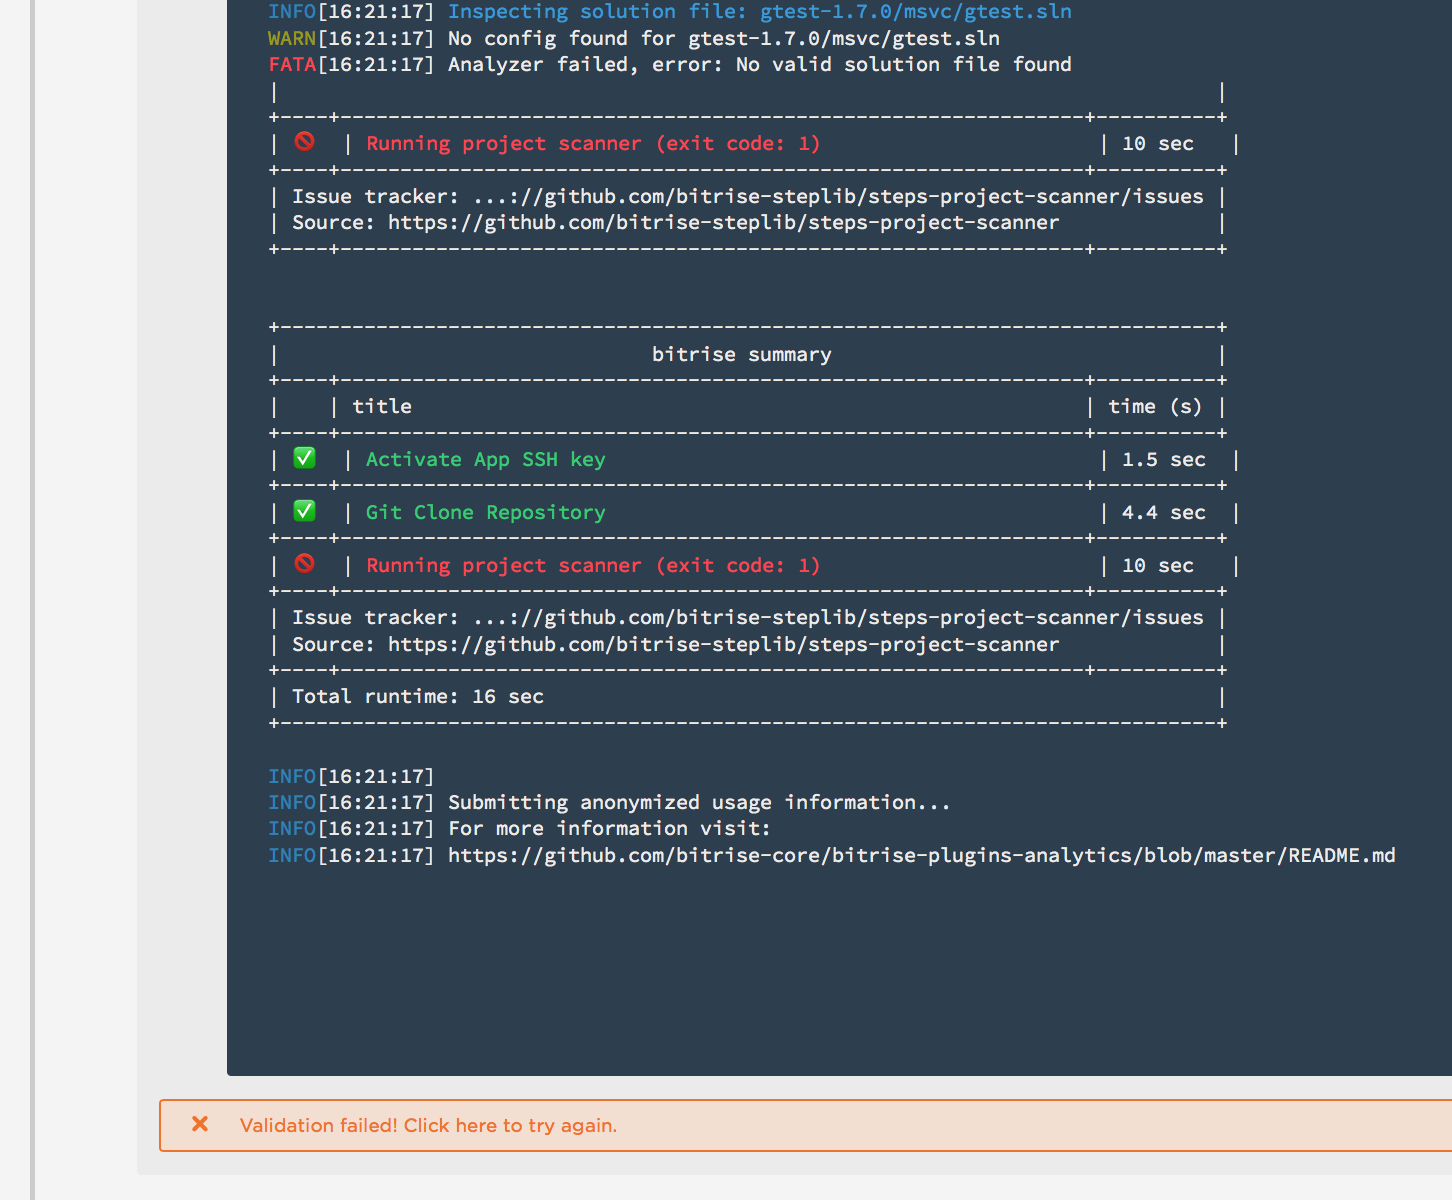 INFO[16:21:17] Inspecting solution file: gtest-1.7.0/msvc/gtest.sln
WARN[16:21:17] No config found for gtest-1.7.0/msvc/gtest.sln
FATA[16:21:17] Analyzer failed, error: No valid solution file found
|                                                                              |
+----+--------------------------------------------------------------+----------+
| 🚫  | Running project scanner (exit code: 1)                       | 10 sec   |
+----+--------------------------------------------------------------+----------+
| Issue tracker: ...://github.com/bitrise-steplib/steps-project-scanner/issues |
| Source: https://github.com/bitrise-steplib/steps-project-scanner             |
+----+--------------------------------------------------------------+----------+
+------------------------------------------------------------------------------+
|                               bitrise summary                                |
+----+--------------------------------------------------------------+----------+
|    | title                                                        | time (s) |
+----+--------------------------------------------------------------+----------+
| ✅  | Activate App SSH key                                         | 1.5 sec  |
+----+--------------------------------------------------------------+----------+
| ✅  | Git Clone Repository                                         | 4.4 sec  |
+----+--------------------------------------------------------------+----------+
| 🚫  | Running project scanner (exit code: 1)                       | 10 sec   |
+----+--------------------------------------------------------------+----------+
| Issue tracker: ...://github.com/bitrise-steplib/steps-project-scanner/issues |
| Source: https://github.com/bitrise-steplib/steps-project-scanner             |
+----+--------------------------------------------------------------+----------+
| Total runtime: 16 sec                                                        |
+------------------------------------------------------------------------------+
INFO[16:21:17]
INFO[16:21:17] Submitting anonymized usage information...
INFO[16:21:17] For more information visit:
INFO[16:21:17] https://github.com/bitrise-core/bitrise-plugins-analytics/blob/master/README.md
Validation failed! Click here to try again.